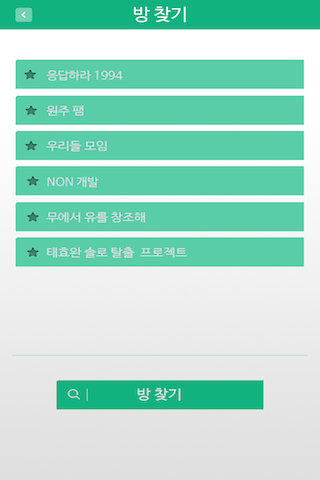 방 찾기
응답하라 1994
원주 팸
우리들 모임
NON 개발
무에서 유를 창조해
태효완 솔로 탈출 프로젝트
방 찾기